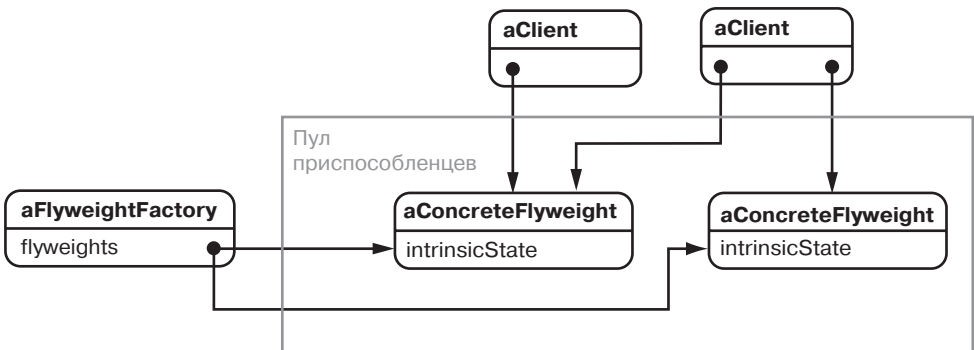 aClient
aClient
Пул
приспособленцев
aFlyweightFactory
flyweights
aConcreteFlyweight
intrinsicState
aConcreteFlyweight
intrinsicState